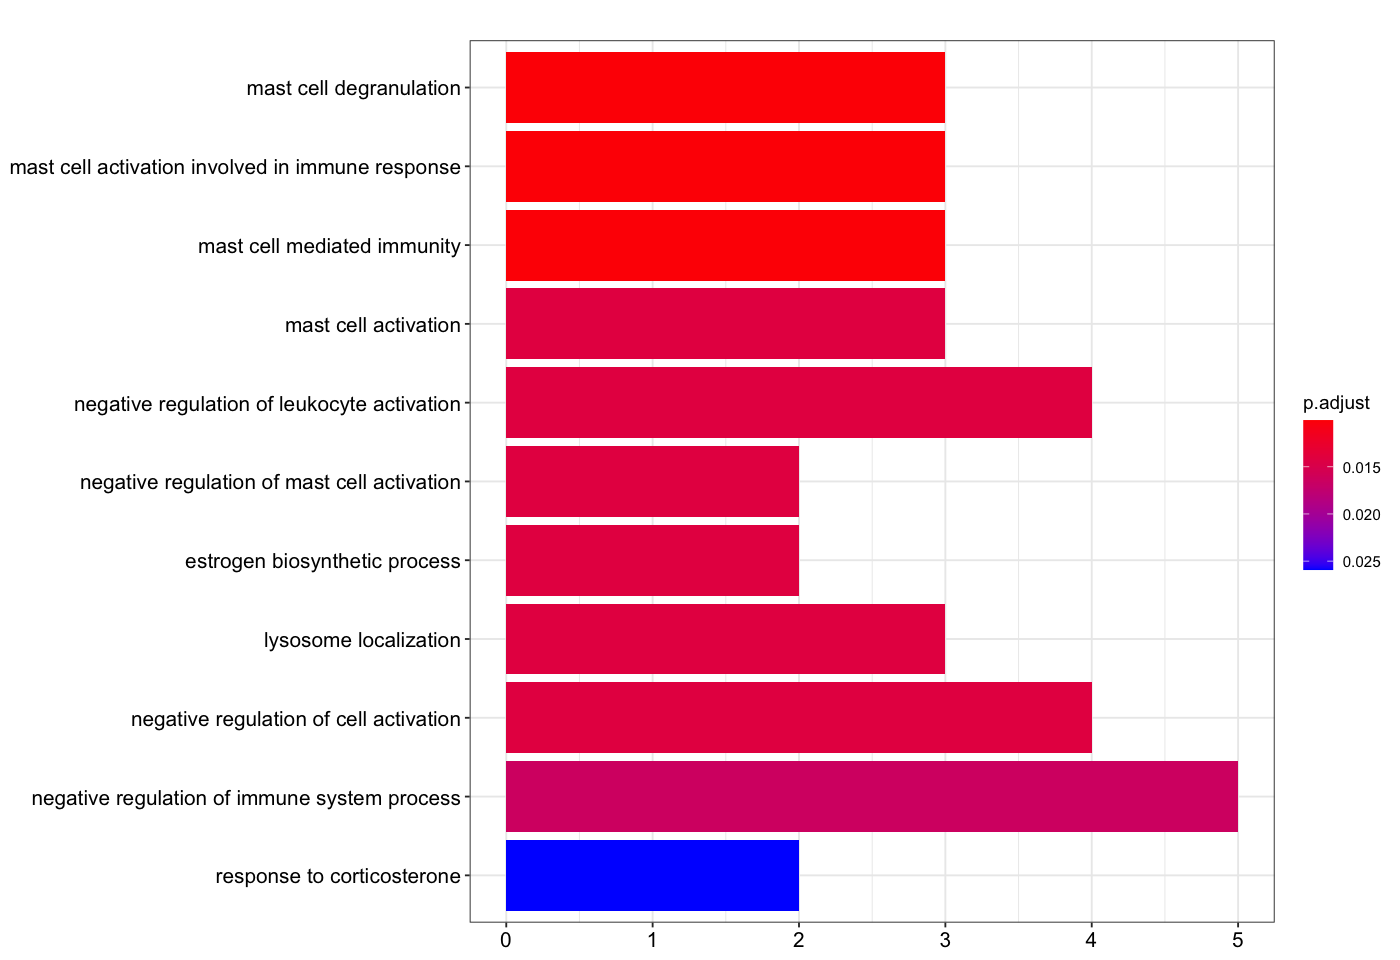 mast cell degranulation
mast cell activation involved in immune response
mast cell mediated immunity
mast cell activation
negative regulation of leukocyte activation
negative regulation of mast cell activation
estrogen biosynthetic process
lysosome localization
negative regulation of cell activation
negative regulation of immune system process
response to corticosterone
0 1 2 3 4 5
p.adjust
0.015
0.020
0.025